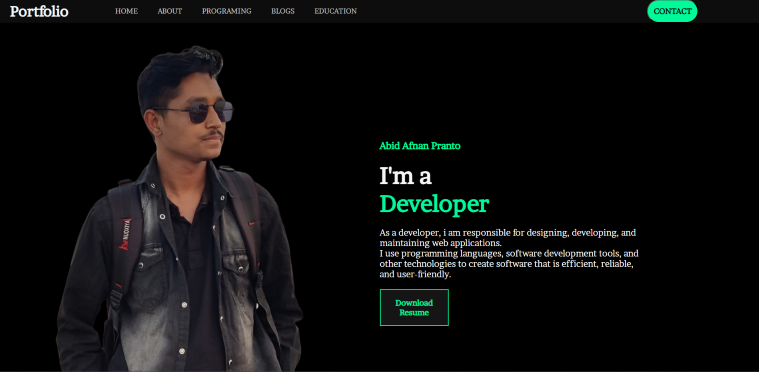 Portfolio
HOME ABOUT PROGRAMING BLOGS EDUCATION
CONTACT
Abid Afnan Pranto
I'm a
Developer
As a developer, i am responsible for designing, developing, and
maintaining web applications.
I use programming languages, software development tools, and
other technologies to create software that is efficient, reliable,
and user-friendly.
Download
Resume